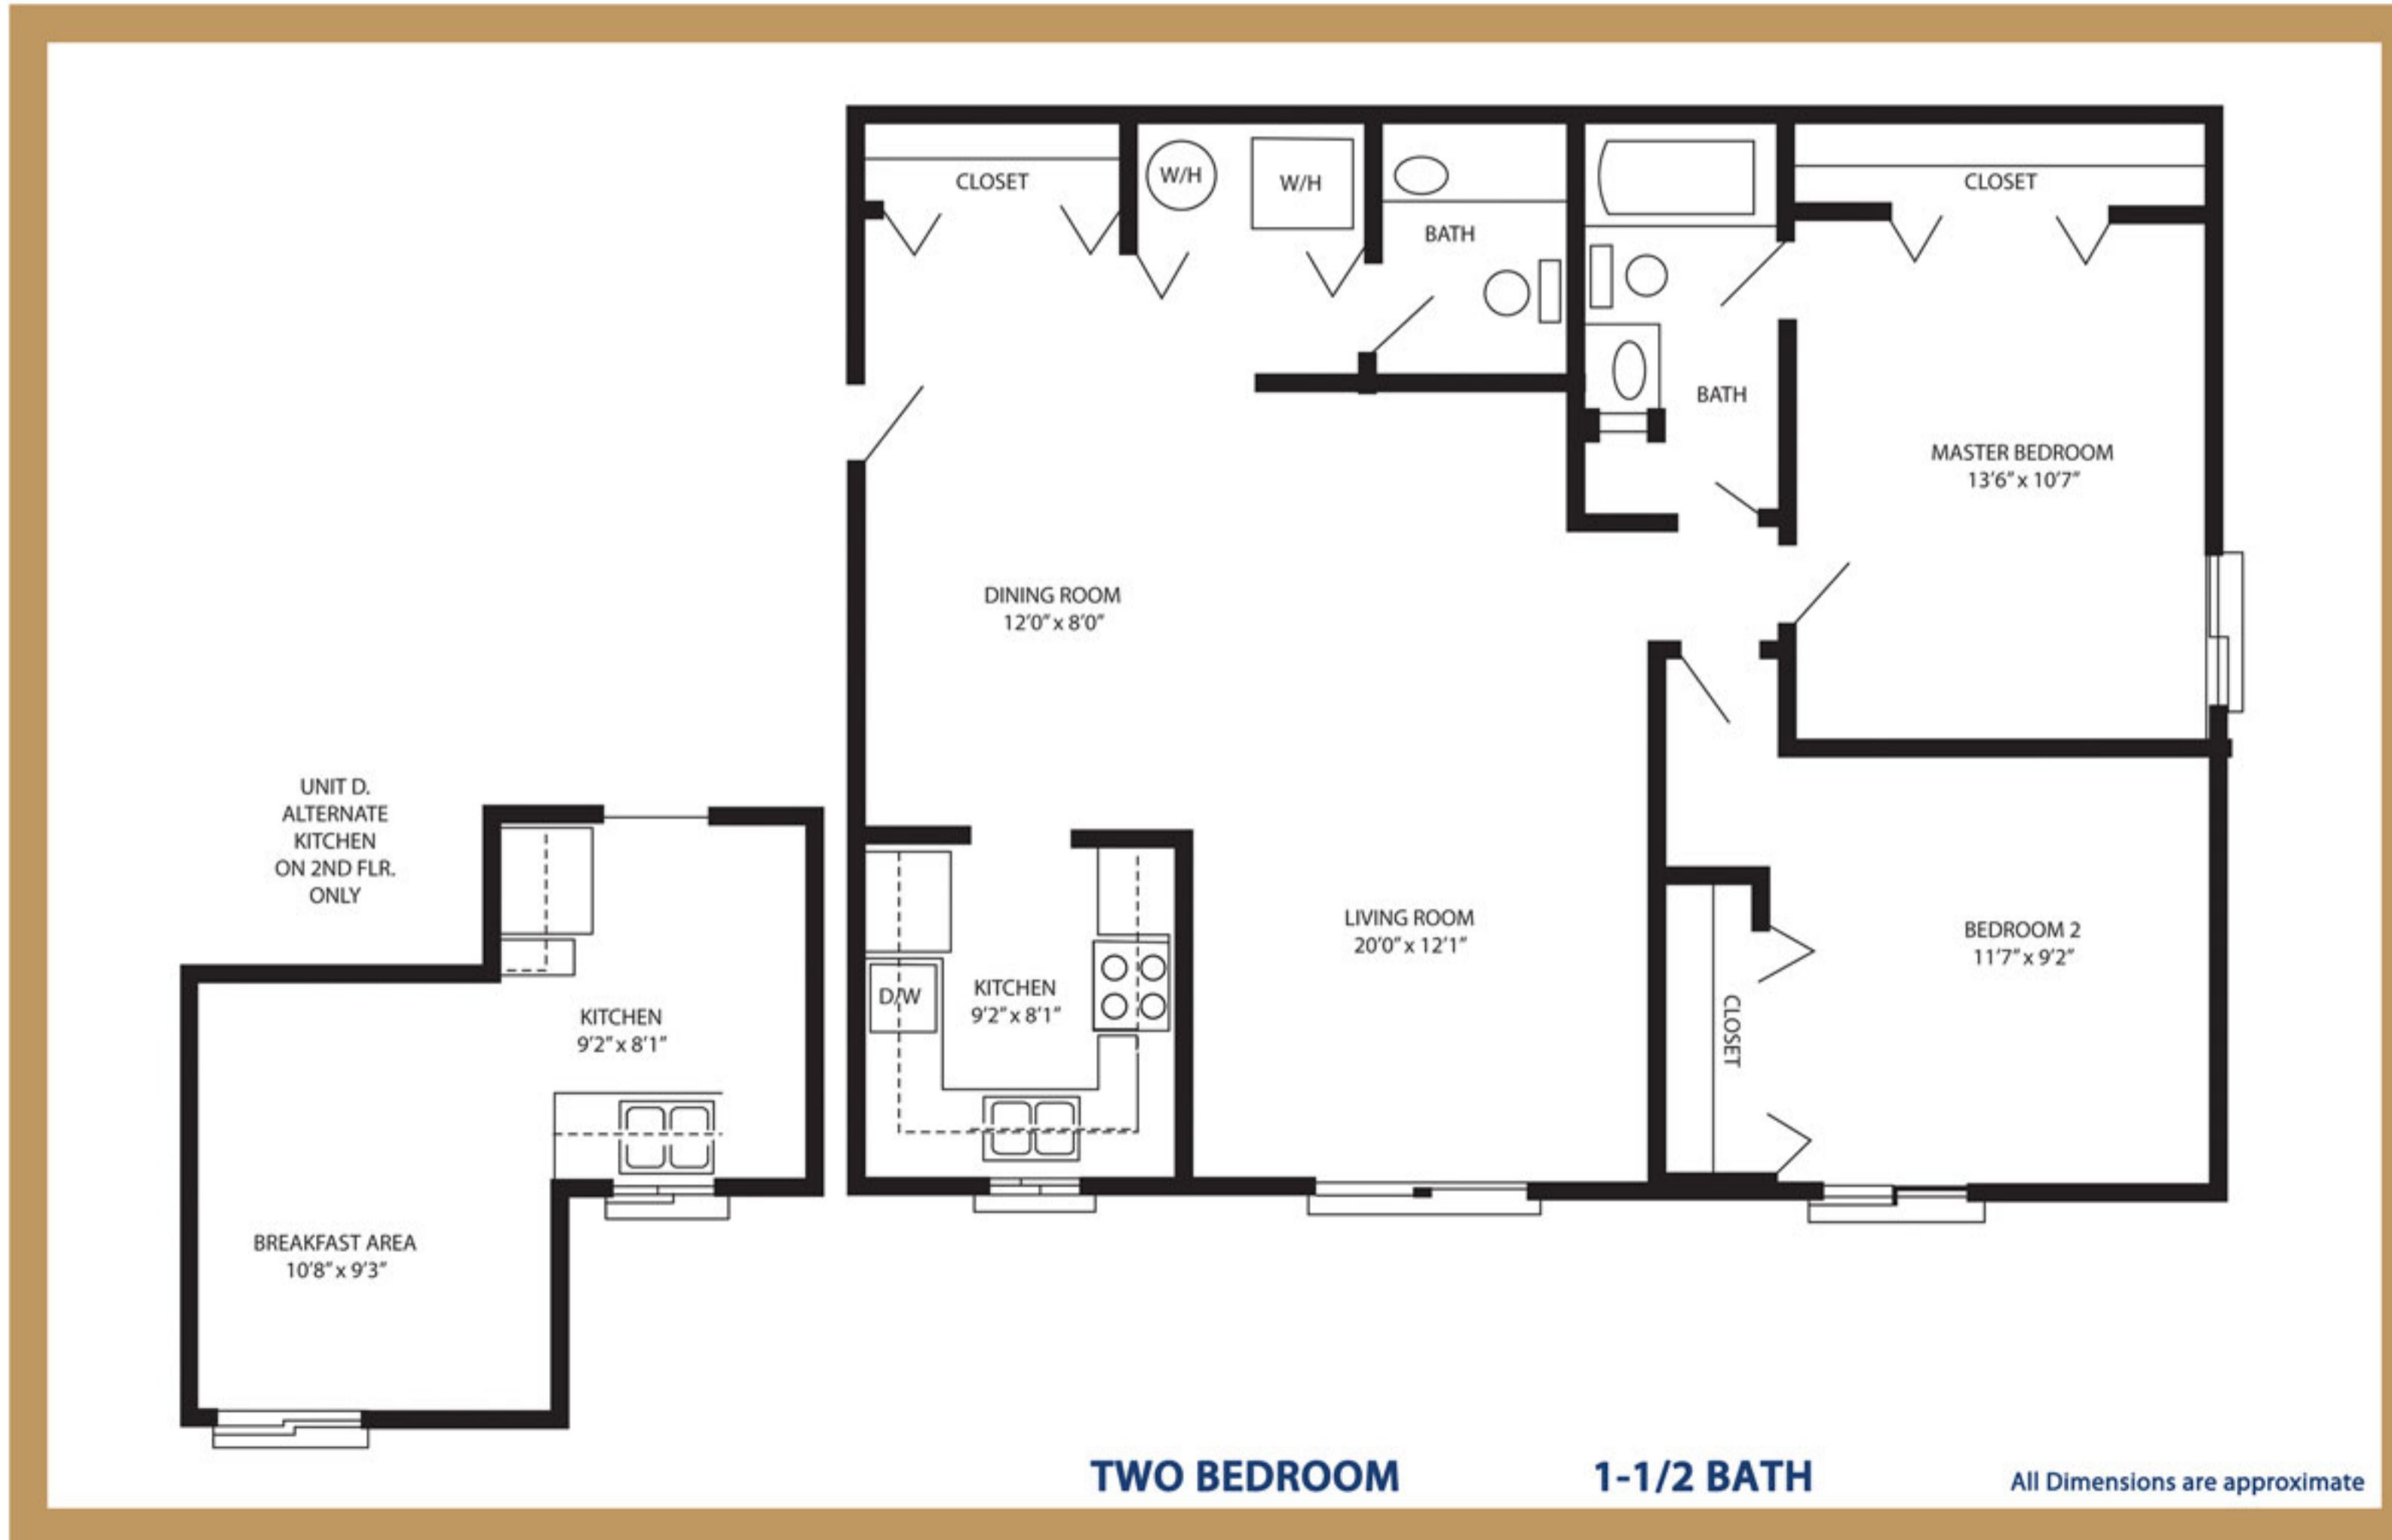 CLOSET
W/H
W/H
BATH
CLOSET
BATH
MASTER BEDROOM
13'6" x 10'7"
DINING ROOM
12'0" x 8'0"
UNIT D.
ALTERNATE
KITCHEN
ON 2ND FLR.
ONLY
LIVING ROOM
20'0" x 12'1"
BEDROOM 2
11'7" x 9'2"
D/W
KITCHEN
9'2" x 8'1"
CLOSET
KITCHEN
9'2" x 8'1"
BREAKFAST AREA
10'8" x 9'3"
TWO BEDROOM
1-1/2 BATH
All Dimensions are approximate